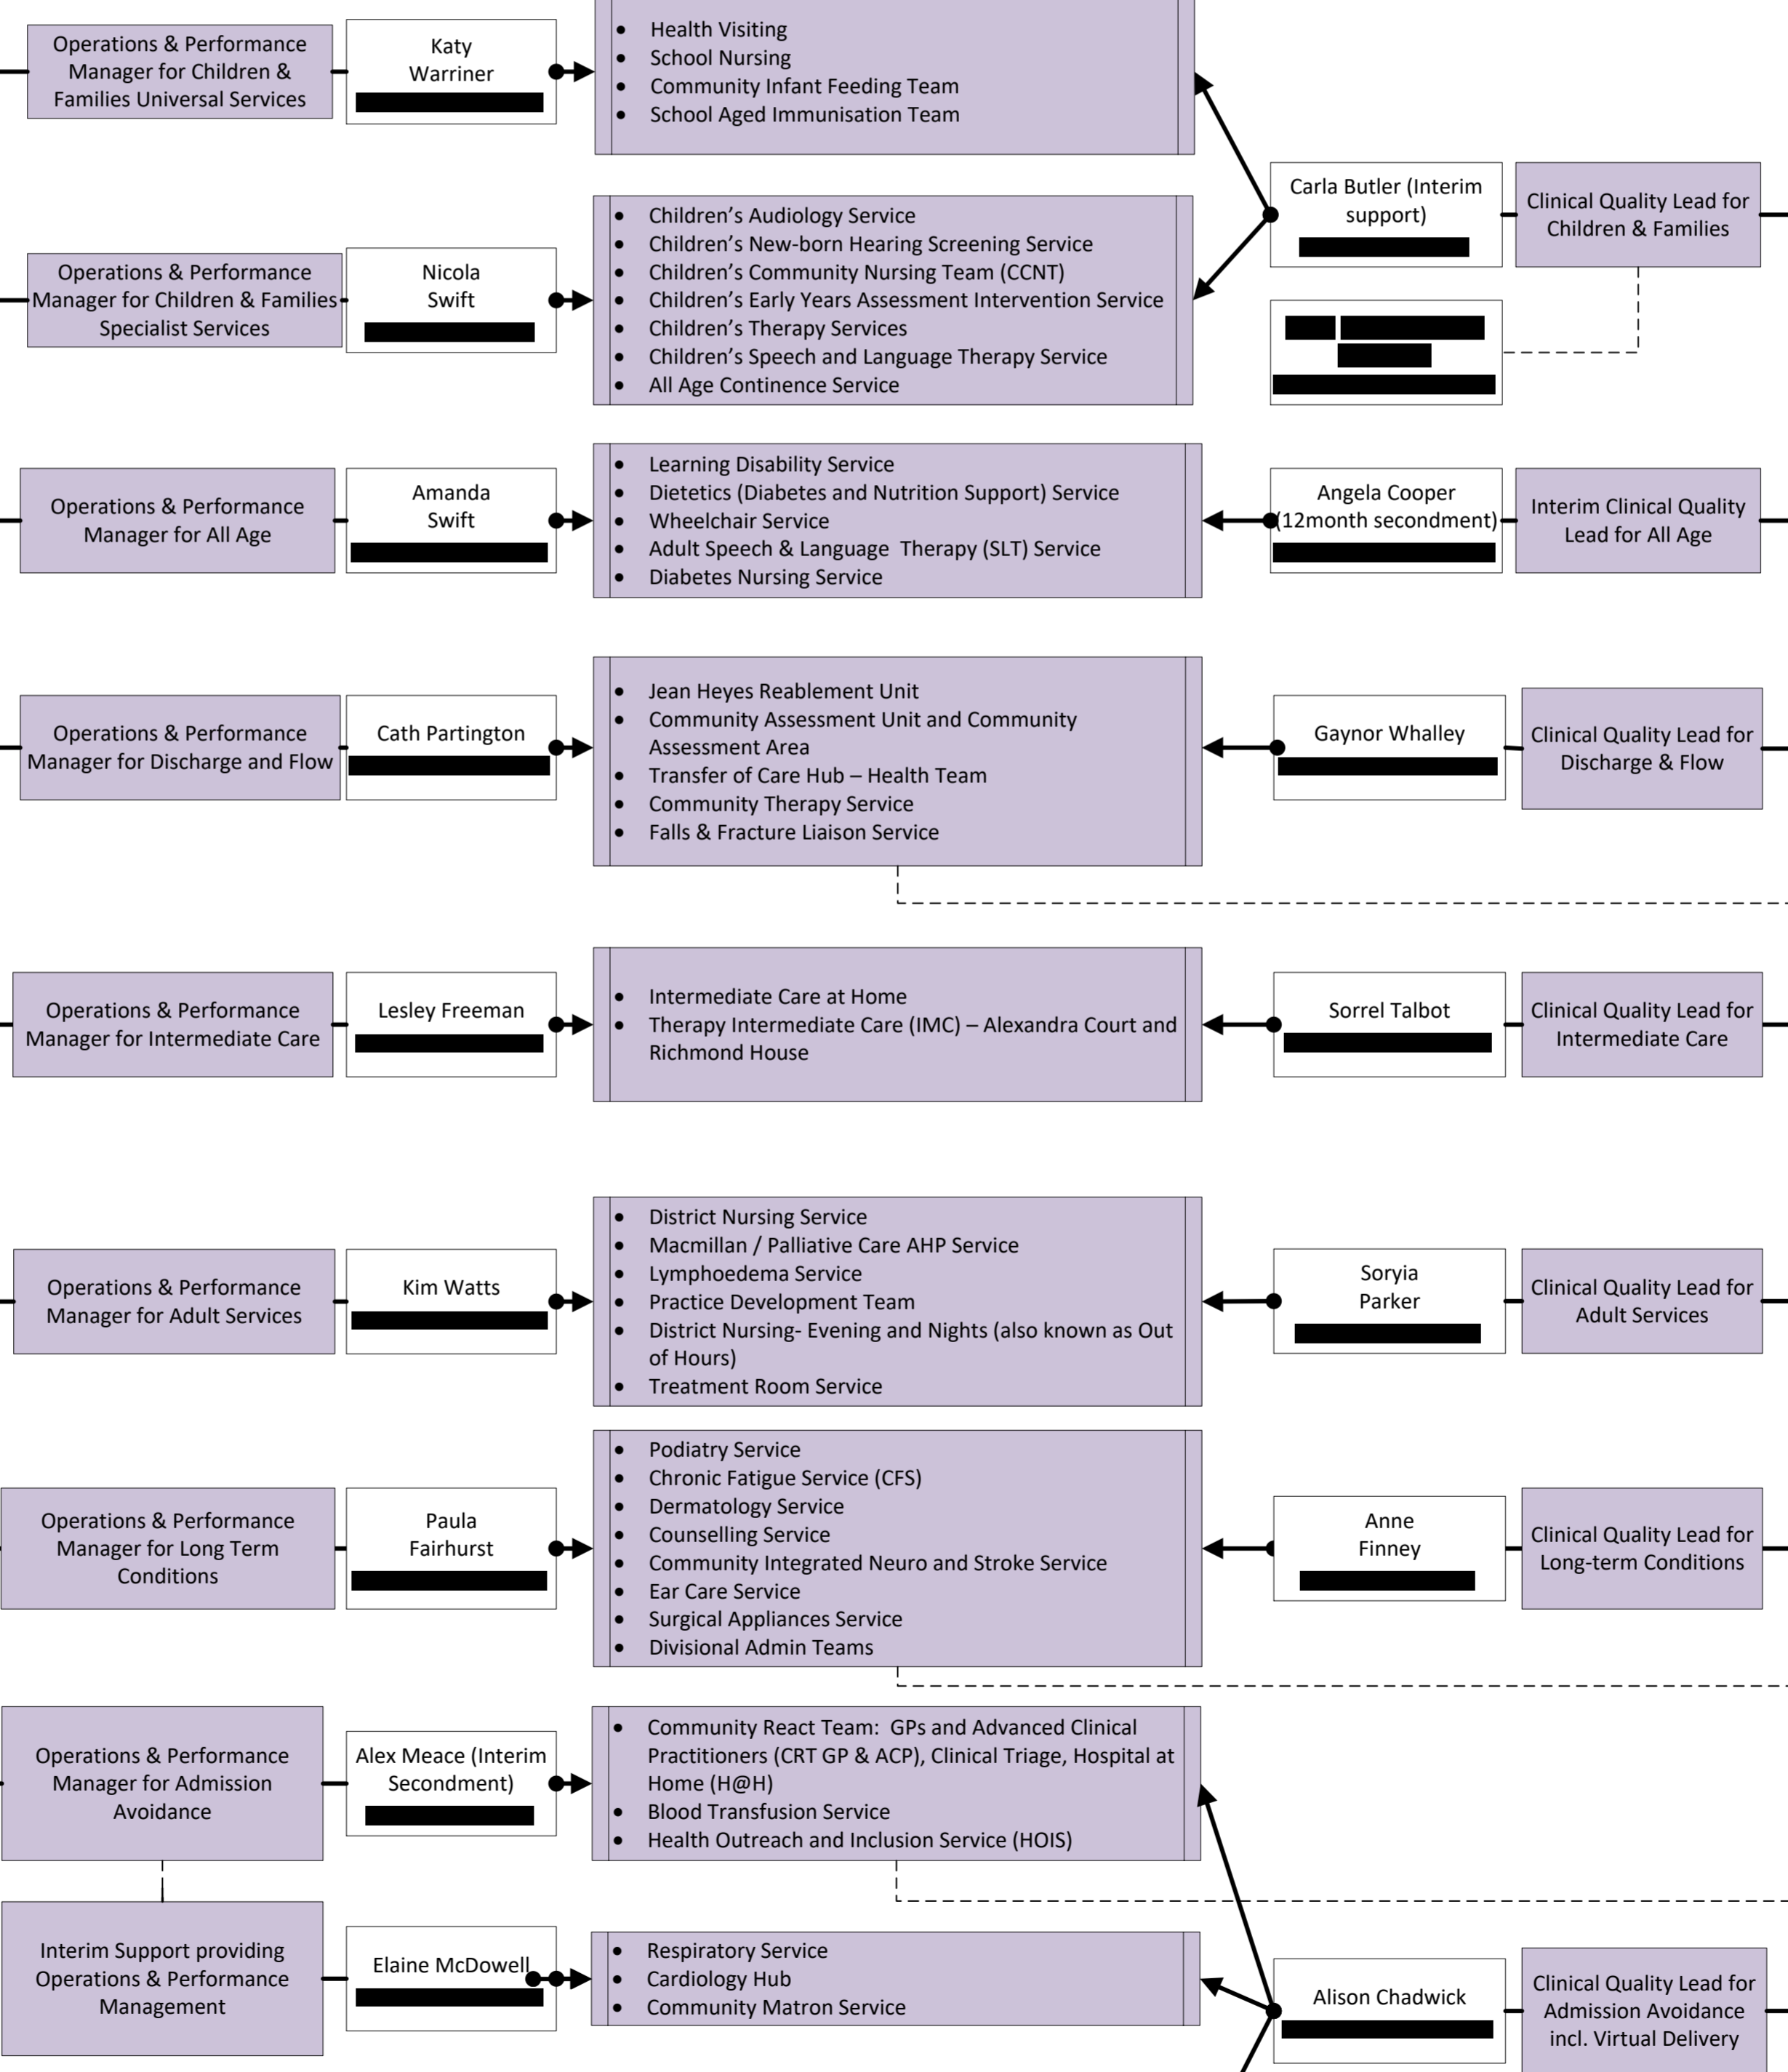 Operations & Performance
Manager for Children &
Families Universal Services
Katy
Warriner
• Health Visiting
• School Nursing
• Community Infant Feeding Team
• School Aged Immunisation Team
Carla Butler (Interim
support)
Clinical Quality Lead for
Children & Families
Operations & Performance
Manager for Children & Families
Specialist Services
Nicola
Swift
• Children’s Audiology Service
• Children’s New-born Hearing Screening Service
• Children’s Community Nursing Team (CCNT)
• Children’s Early Years Assessment Intervention Service
• Children’s Therapy Services
• Children’s Speech and Language Therapy Service
• All Age Continence Service
Operations & Performance
Manager for All Age
Amanda
Swift
• Learning Disability Service
• Dietetics (Diabetes and Nutrition Support) Service
• Wheelchair Service
• Adult Speech & Language Therapy (SLT) Service
• Diabetes Nursing Service
Angela Cooper
(12month secondment)
Interim Clinical Quality
Lead for All Age
Operations & Performance
Manager for Discharge and Flow
Cath Partington
• Jean Heyes Reablement Unit
• Community Assessment Unit and Community
Assessment Area
• Transfer of Care Hub – Health Team
• Community Therapy Service
• Falls & Fracture Liaison Service
Gaynor Whalley
Clinical Quality Lead for
Discharge & Flow
Operations & Performance
Manager for Intermediate Care
Lesley Freeman
• Intermediate Care at Home
• Therapy Intermediate Care (IMC) – Alexandra Court and
Richmond House
Sorrel Talbot
Clinical Quality Lead for
Intermediate Care
Operations & Performance
Manager for Adult Services
Kim Watts
• District Nursing Service
• Macmillan / Palliative Care AHP Service
• Lymphoedema Service
• Practice Development Team
• District Nursing- Evening and Nights (also known as Out
of Hours)
• Treatment Room Service
Soryia
Parker
Clinical Quality Lead for
Adult Services
Operations & Performance
Manager for Long Term
Conditions
Paula
Fairhurst
• Podiatry Service
• Chronic Fatigue Service (CFS)
• Dermatology Service
• Counselling Service
• Community Integrated Neuro and Stroke Service
• Ear Care Service
• Surgical Appliances Service
• Divisional Admin Teams
Anne
Finney
Clinical Quality Lead for
Long-term Conditions
Operations & Performance
Manager for Admission
Avoidance
Alex Meace (Interim
Secondment)
• Community React Team: GPs and Advanced Clinical
Practitioners (CRT GP & ACP), Clinical Triage, Hospital at
Home (H@H)
• Blood Transfusion Service
• Health Outreach and Inclusion Service (HOIS)
Interim Support providing
Operations & Performance
Management
Elaine McDowell
• Respiratory Service
• Cardiology Hub
• Community Matron Service
Alison Chadwick
Clinical Quality Lead for
Admission Avoidance
incl. Virtual Delivery